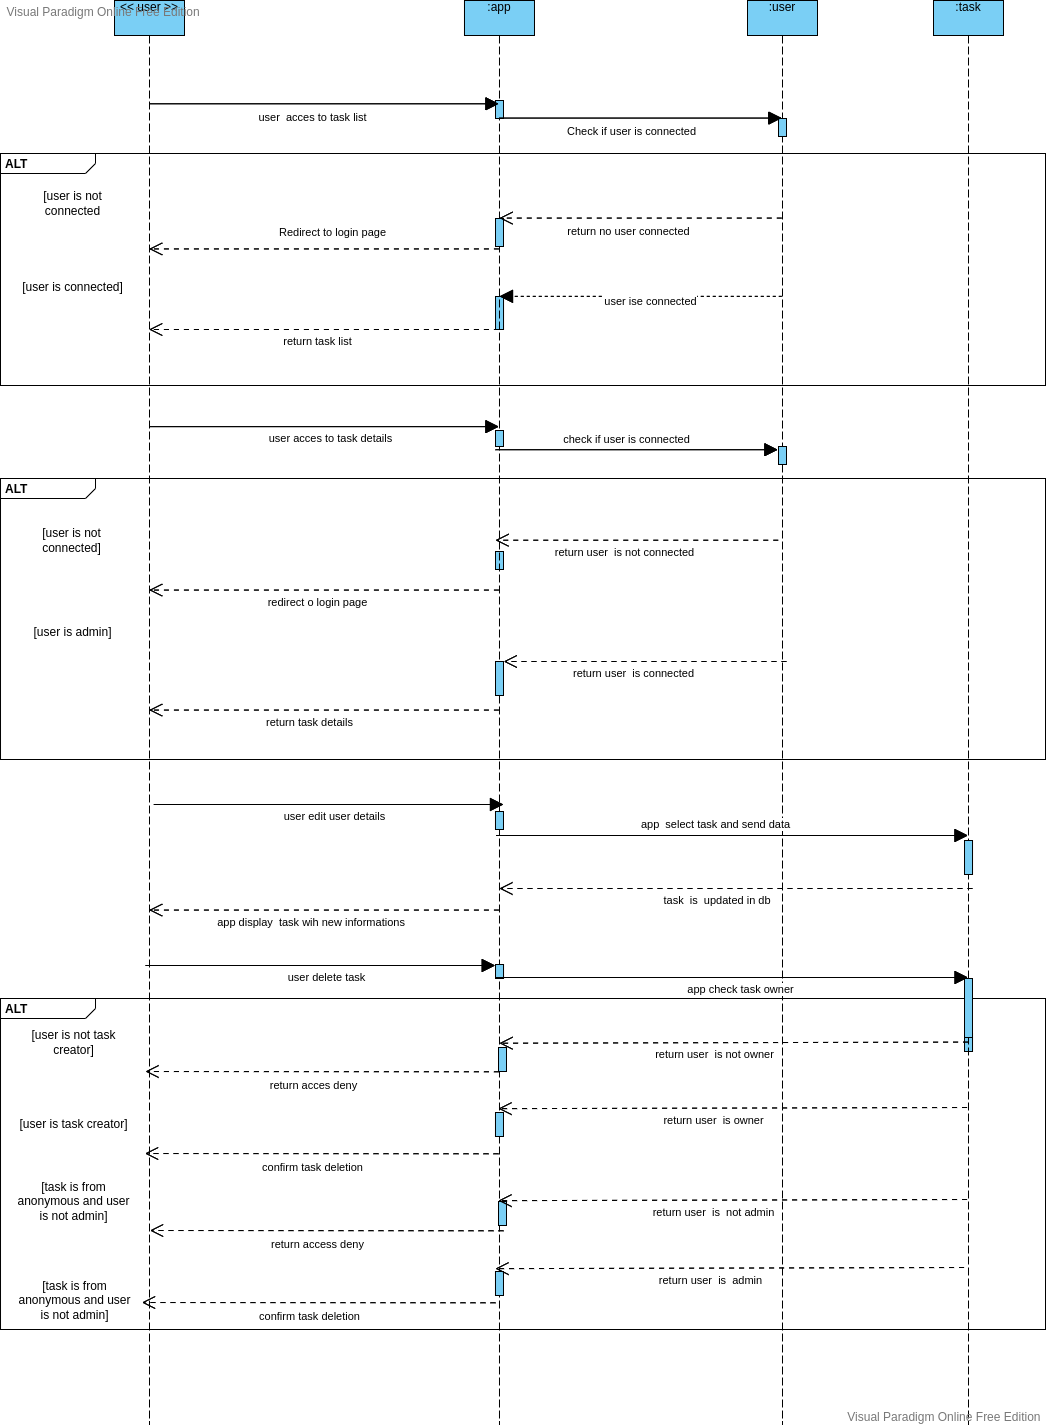 Visual Paradigm Online Free Edition
<< user >>
:app
:user
:task
user  acces to task list
Check if user is connected
ALT
[user is not
connected
return no user connected
Redirect to login page
[user is connected]
user ise connected
return task list
user acces to task details
check if user is connected
ALT
[user is not
connected]
return user  is not connected
redirect o login page
[user is admin]
return user  is connected
return task details
user edit user details
app  select task and send data
task  is  updated in db
app display  task wih new informations
user delete task
app check task owner
ALT
[user is not task
creator]
return user  is not owner
return acces deny
[user is task creator]
return user  is owner
confirm task deletion
[task is from
anonymous and user
is not admin]
return user  is  not admin
return access deny
[task is from
anonymous and user
is not admin]
return user  is  admin
confirm task deletion
Visual Paradigm Online Free Edition